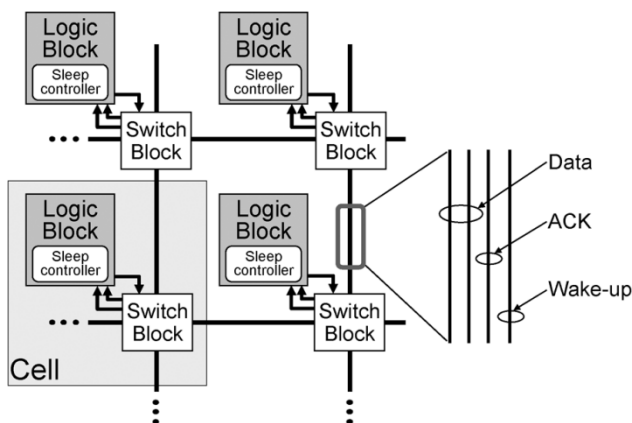 Logic
Block
Sleep
controller
Switch
Block
Logic
Block
Sleep
controller
Switch
Block
Logic
Block
Sleep
controller
Switch
Block
Cell
Logic
Block
Sleep
controller
Switch
Block
Data
ACK
Wake-up